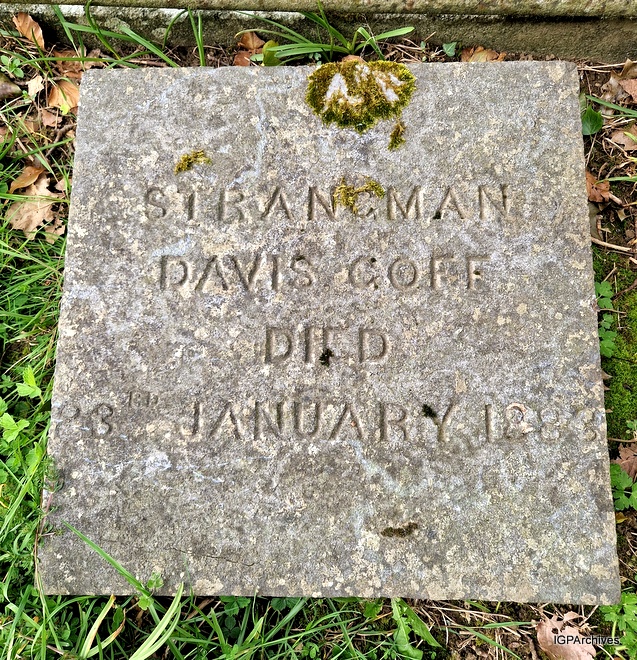 STRANGMAN
DAVIS GOFF
DIED
23RD JANUARY 1883
IGPArchives